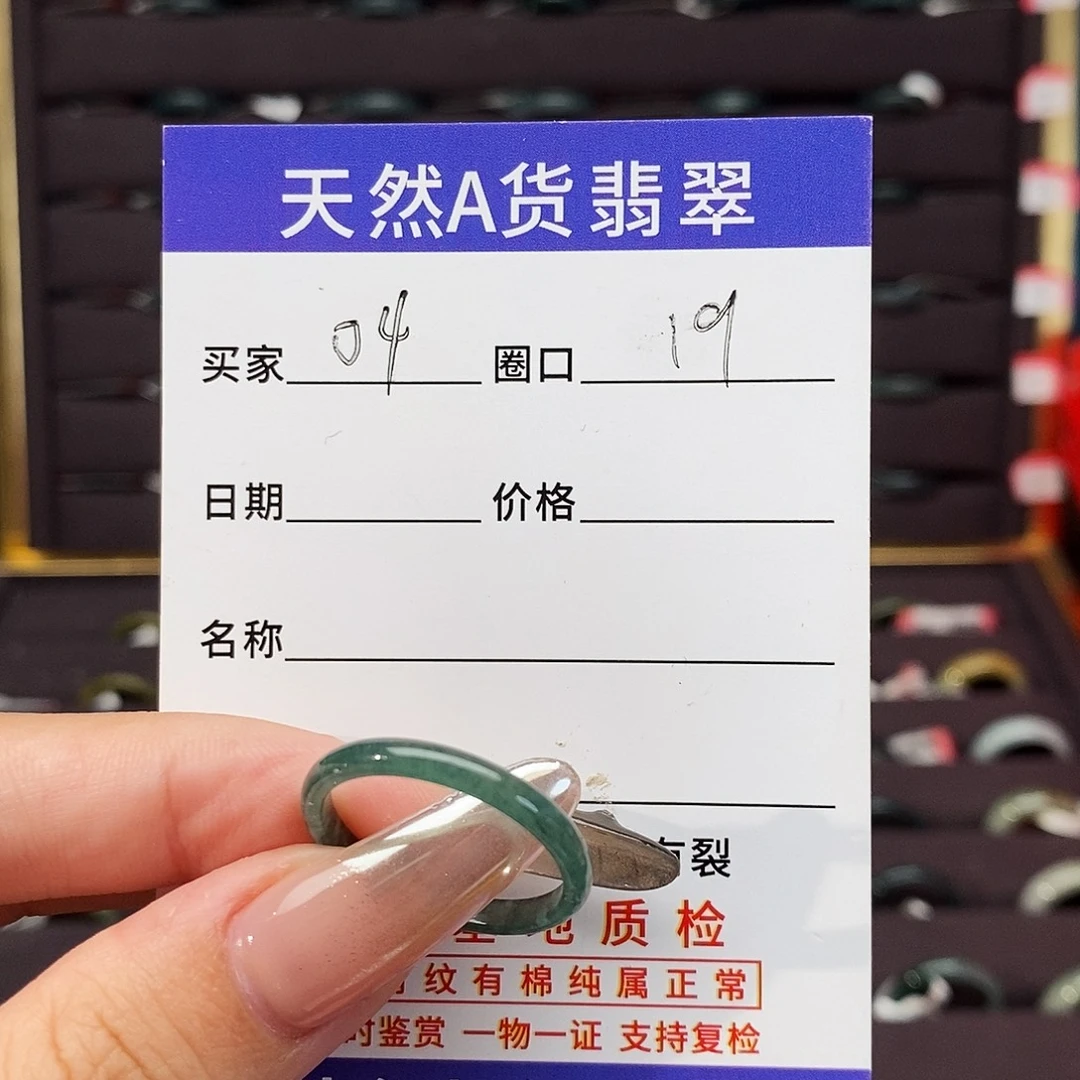 天然A货翡翠
买家 04 圈口 19
日期 价格
名称
裂
质检
纹有棉纯属正常
时鉴赏 一物一证 支持复检